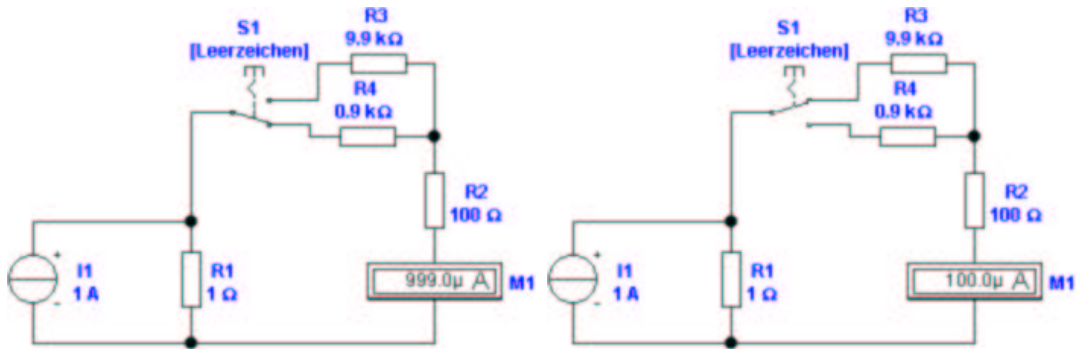 R3
9.9 kΩ
S1
[Leerzeichen]
R4
0.9 kΩ
R2
100 Ω
I1
1 A
R1
1 Ω
999.0µ A
M1
R3
9.9 kΩ
S1
[Leerzeichen]
R4
0.9 kΩ
R2
100 Ω
I1
1 A
R1
1 Ω
100.0µ A
M1